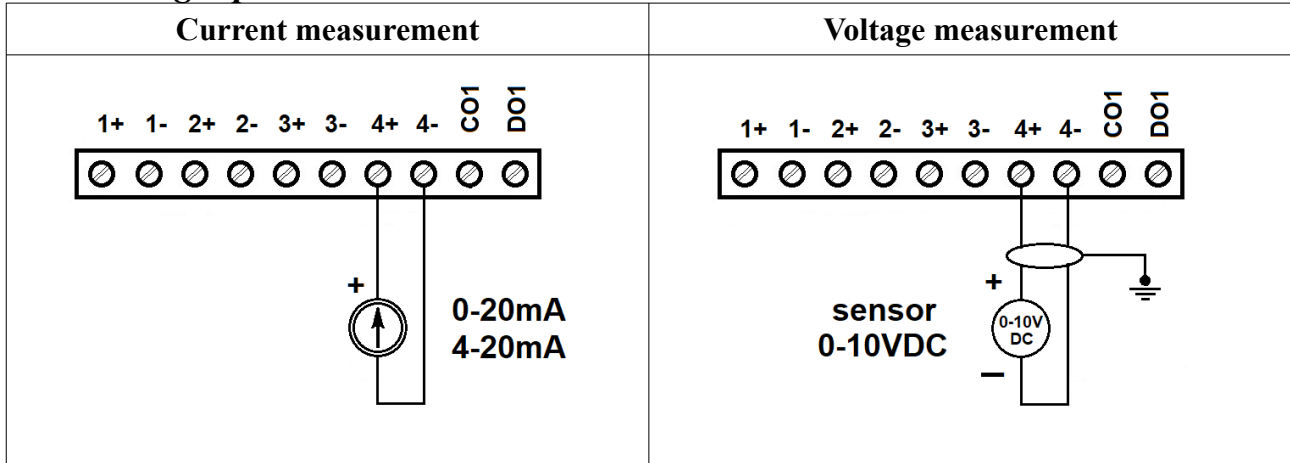 Current measurement
Voltage measurement
1+ 1- 2+ 2- 3+ 3- 4+ 4- CO1 DO1
+
0-20mA
4-20mA
1+ 1- 2+ 2- 3+ 3- 4+ 4- CO1 DO1
sensor
0-10VDC
+
0-10V
DC
–